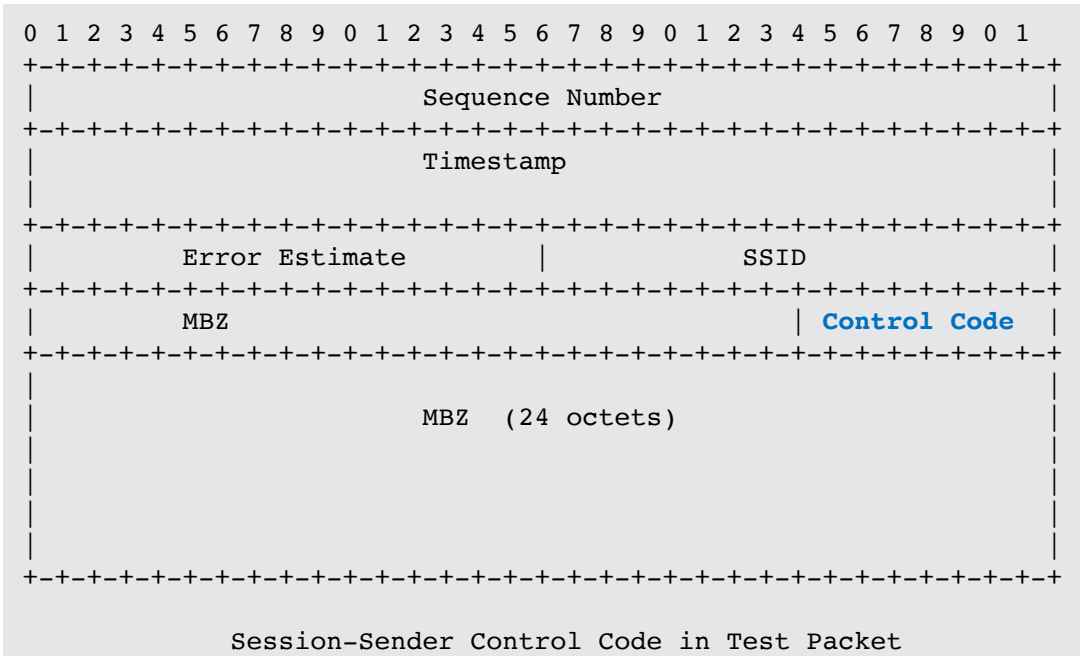 0 1 2 3 4 5 6 7 8 9 0 1 2 3 4 5 6 7 8 9 0 1 2 3 4 5 6 7 8 9 0 1
+-+-+-+-+-+-+-+-+-+-+-+-+-+-+-+-+-+-+-+-+-+-+-+-+-+-+-+-+-+-+-+-+
|                        Sequence Number                        |
+-+-+-+-+-+-+-+-+-+-+-+-+-+-+-+-+-+-+-+-+-+-+-+-+-+-+-+-+-+-+-+-+
|                        Timestamp                              |
|                                                               |
+-+-+-+-+-+-+-+-+-+-+-+-+-+-+-+-+-+-+-+-+-+-+-+-+-+-+-+-+-+-+-+-+
|         Error Estimate        |            SSID               |
+-+-+-+-+-+-+-+-+-+-+-+-+-+-+-+-+-+-+-+-+-+-+-+-+-+-+-+-+-+-+-+-+
|         MBZ                                   | Control Code  |
+-+-+-+-+-+-+-+-+-+-+-+-+-+-+-+-+-+-+-+-+-+-+-+-+-+-+-+-+-+-+-+-+
|                                                               |
|                        MBZ  (24 octets)                       |
|                                                               |
|                                                               |
|                                                               |
|                                                               |
+-+-+-+-+-+-+-+-+-+-+-+-+-+-+-+-+-+-+-+-+-+-+-+-+-+-+-+-+-+-+-+-+
Session-Sender Control Code in Test Packet